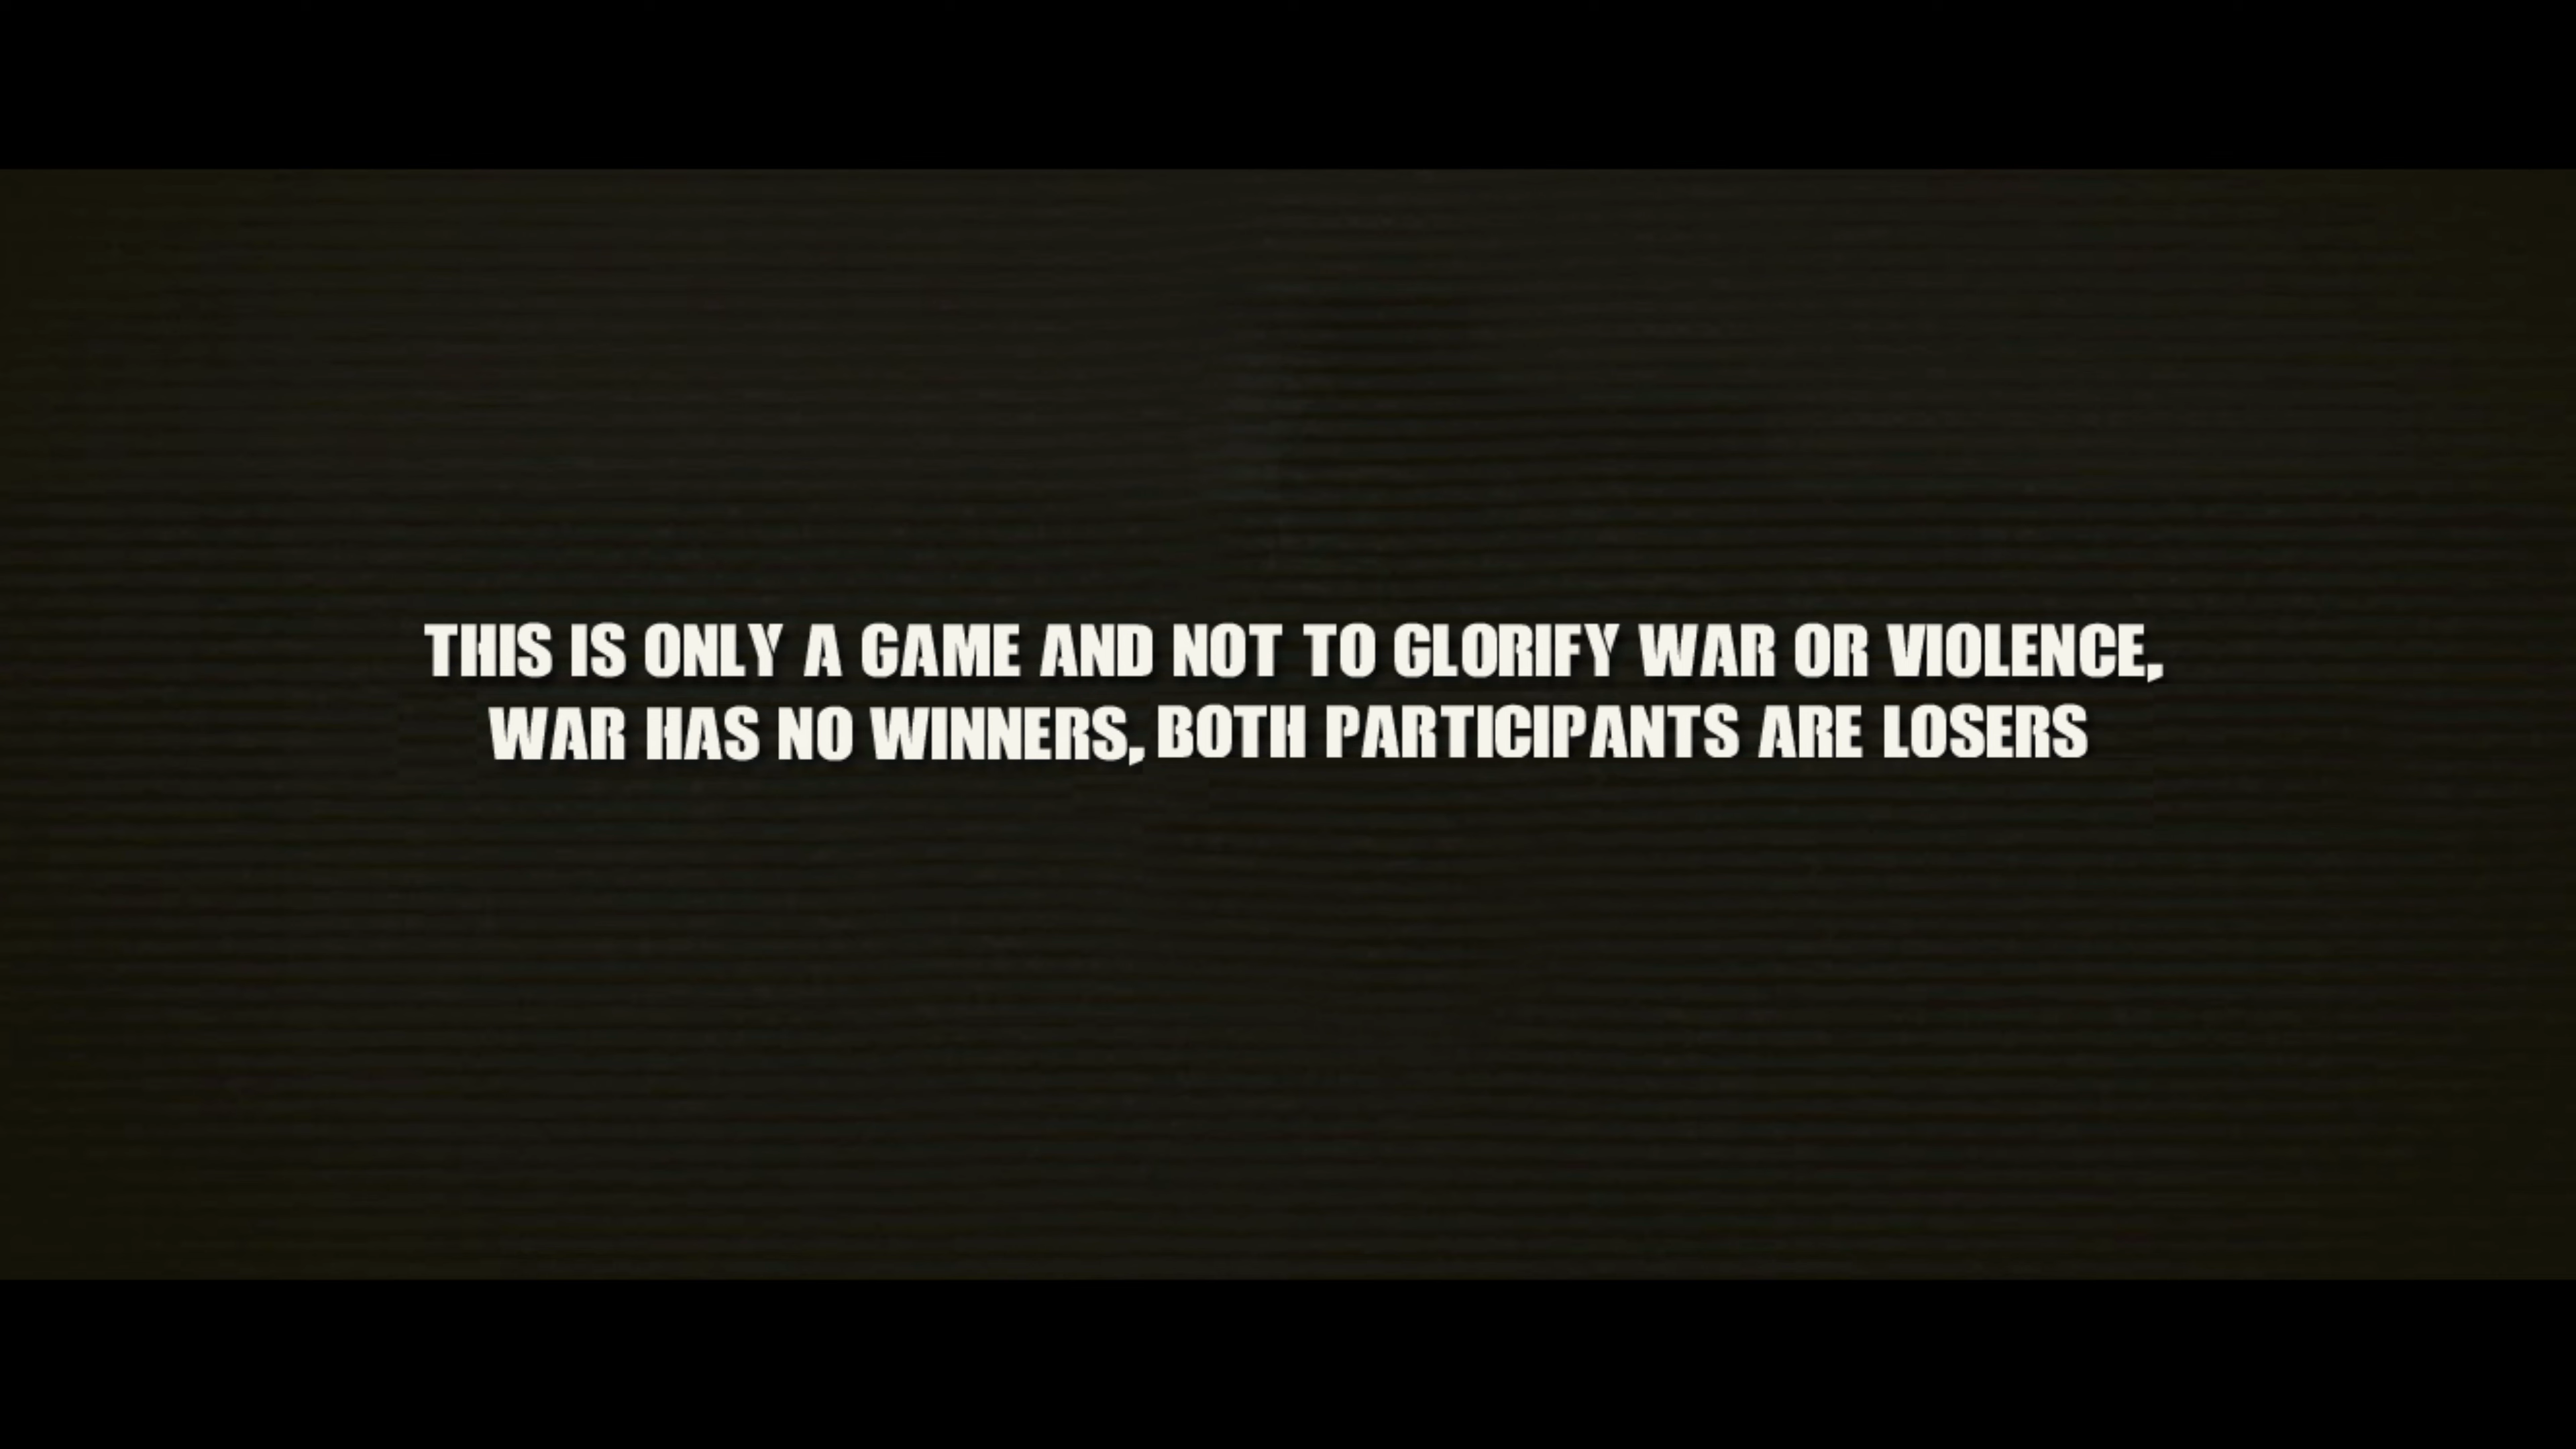 THIS IS ONLY A GAME AND NOT TO GLORIFY WAR OR VIOLENCE,
WAR HAS NO WINNERS, BOTH PARTICIPANTS ARE LOSERS